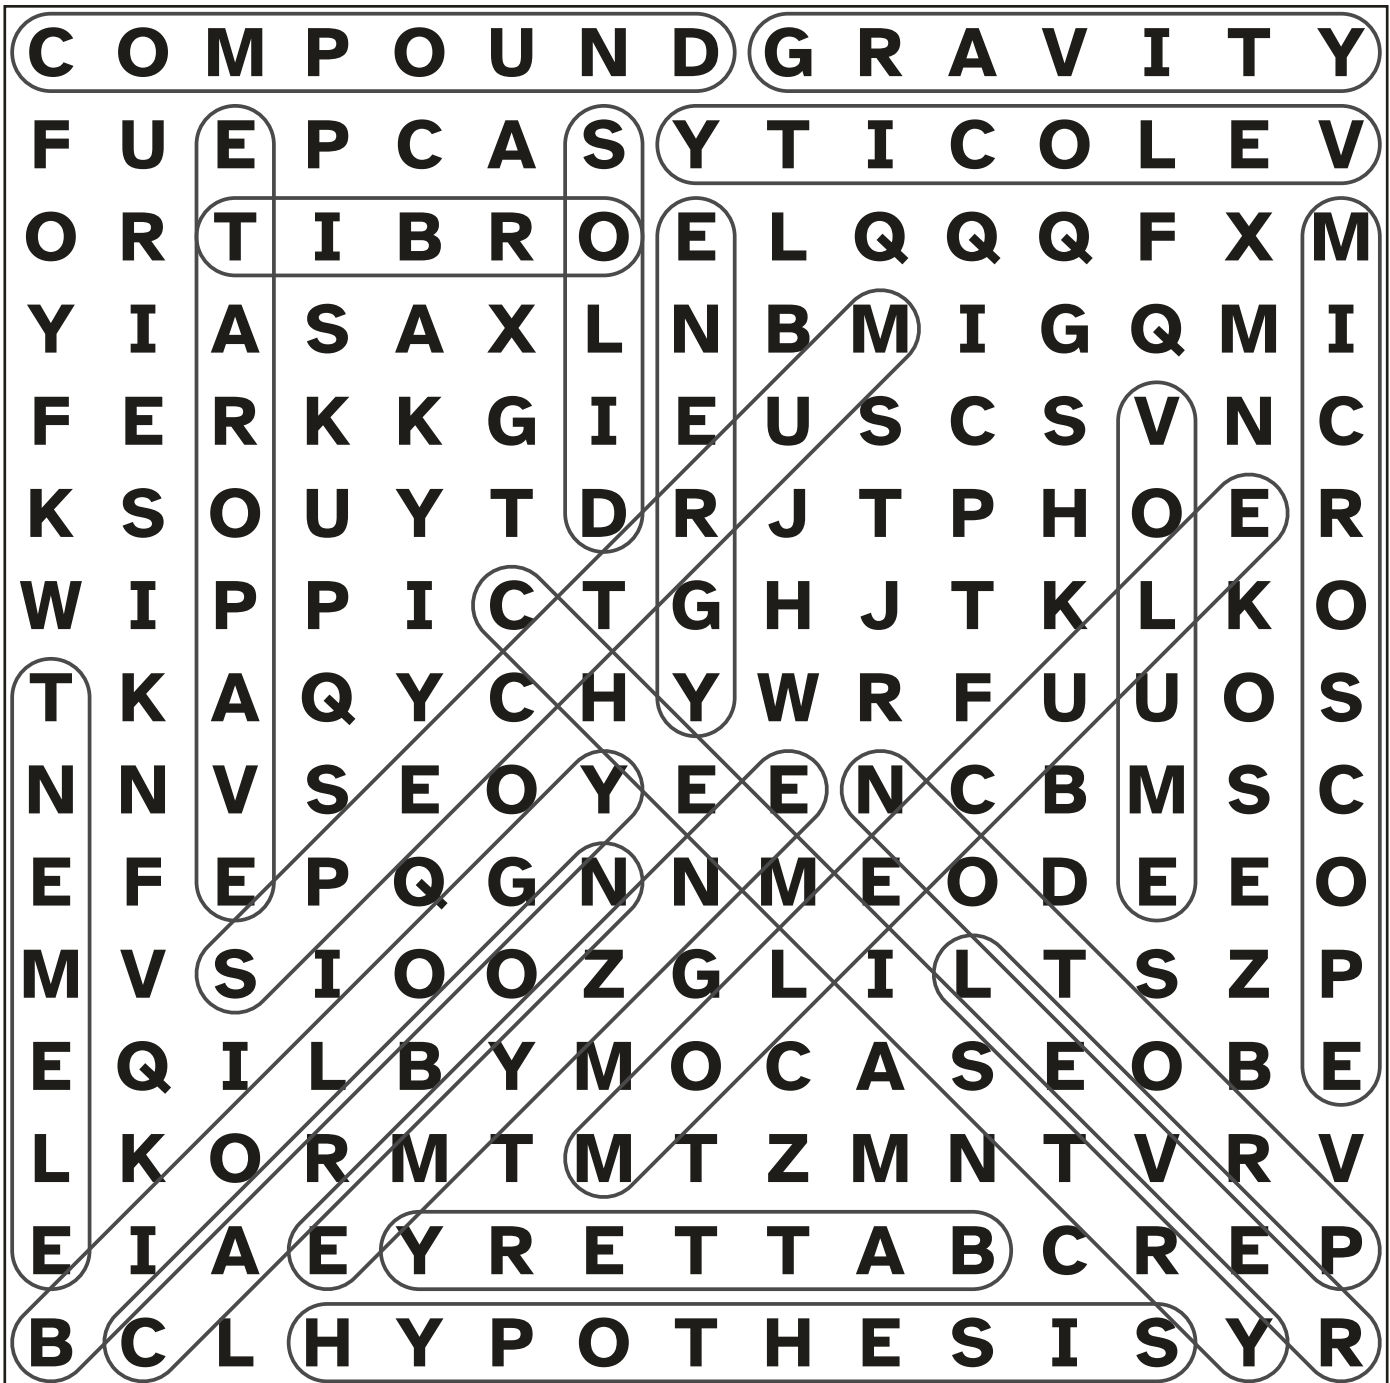 C O M P O U N D G R A V I T Y
F U E P C A S Y T I C O L E V
O R T I B R O E L Q Q Q F X M
Y I A S A X L N B M I G Q M I
F E R K K G I E U S C S V N C
K S O U Y T D R J T P H O E R
W I P P I C T G H J T K L K O
T K A Q Y C H Y W R F U U O S
N N V S E O Y E E N C B M S C
E F E P Q G N N M E O D E E O
M V S I O O Z G L I L T S Z P
E Q I L B Y M O C A S E O B E
L K O R M T M T Z M N T V R V
E I A E Y R E T T A B C R E P
B C L H Y P O T H E S I S Y R